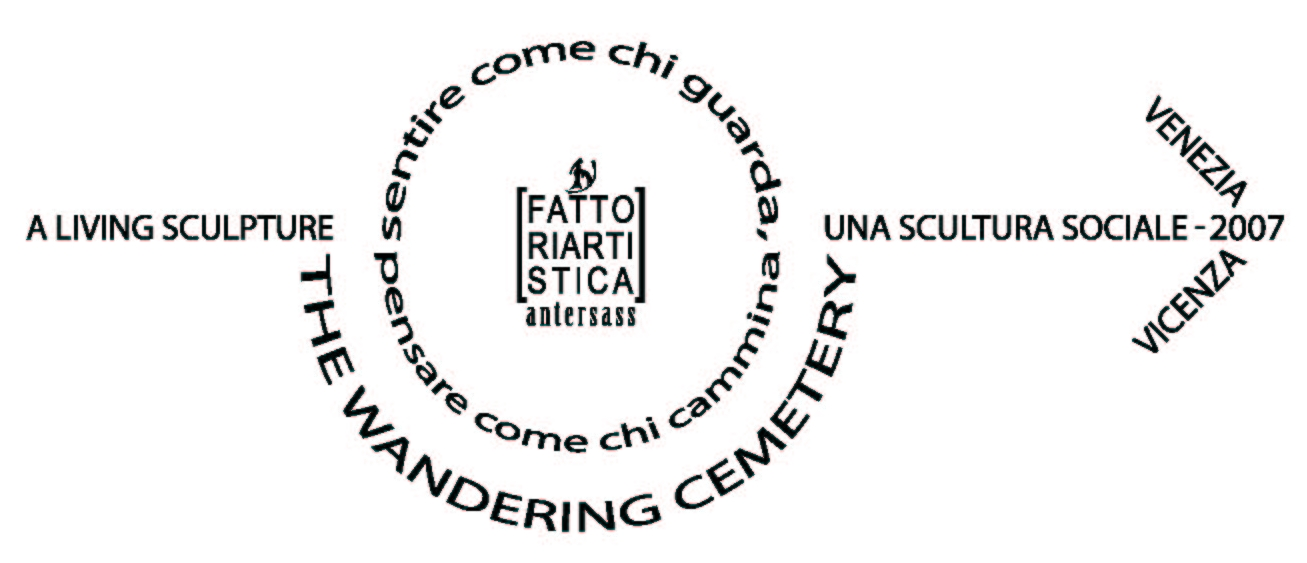 A LIVING SCULPTURE
THE WANDERING CEMETERY
sentire come chi guarda,
pensare come chi cammina
[FATTO
RIARTI
STICA]
antersass
UNA SCULTURA SOCIALE - 2007
VENEZIA
VICENZA